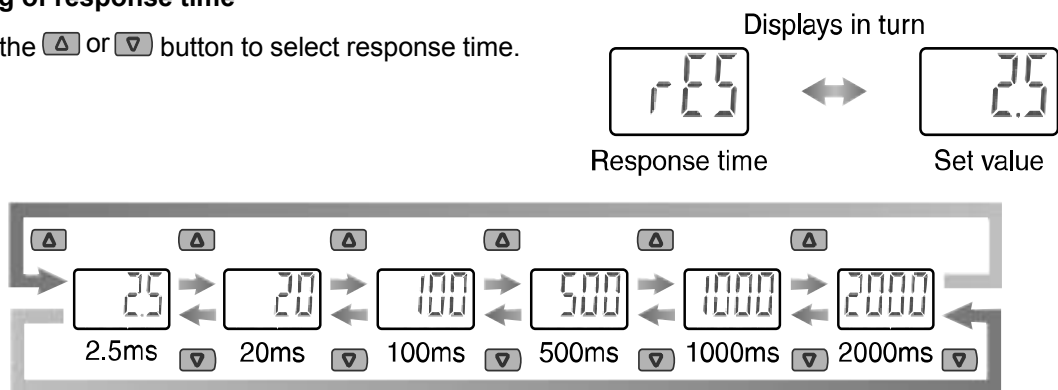 g of response time
Displays in turn
the or button to select response time.
rES 2.5
Response time Set value
2.5 20 100 500 1000 2000
2.5ms 20ms 100ms 500ms 1000ms 2000ms